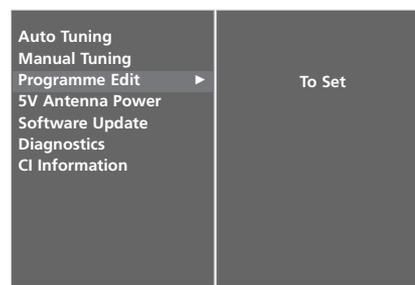 Auto Tuning
Manual Tuning
Programme Edit ►
To Set
5V Antenna Power
Software Update
Diagnostics
CI Information